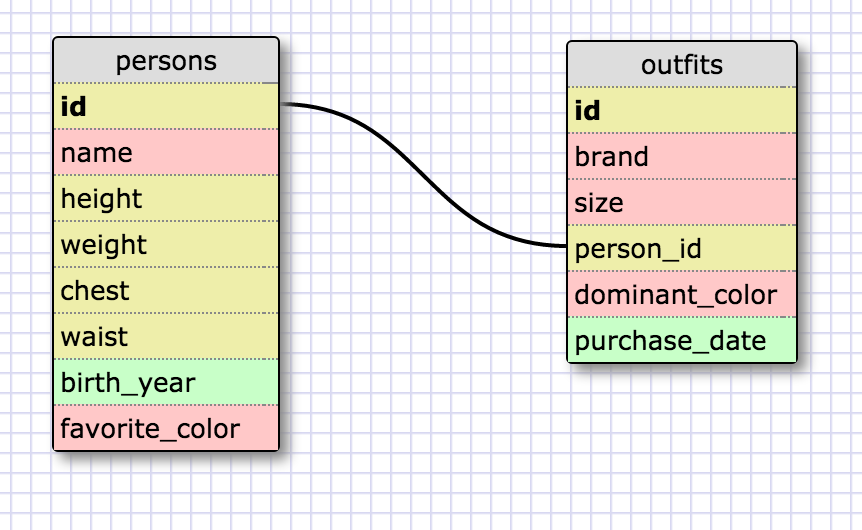 persons
id
name
height
weight
chest
waist
birth_year
favorite_color
outfits
id
brand
size
person_id
dominant_color
purchase_date